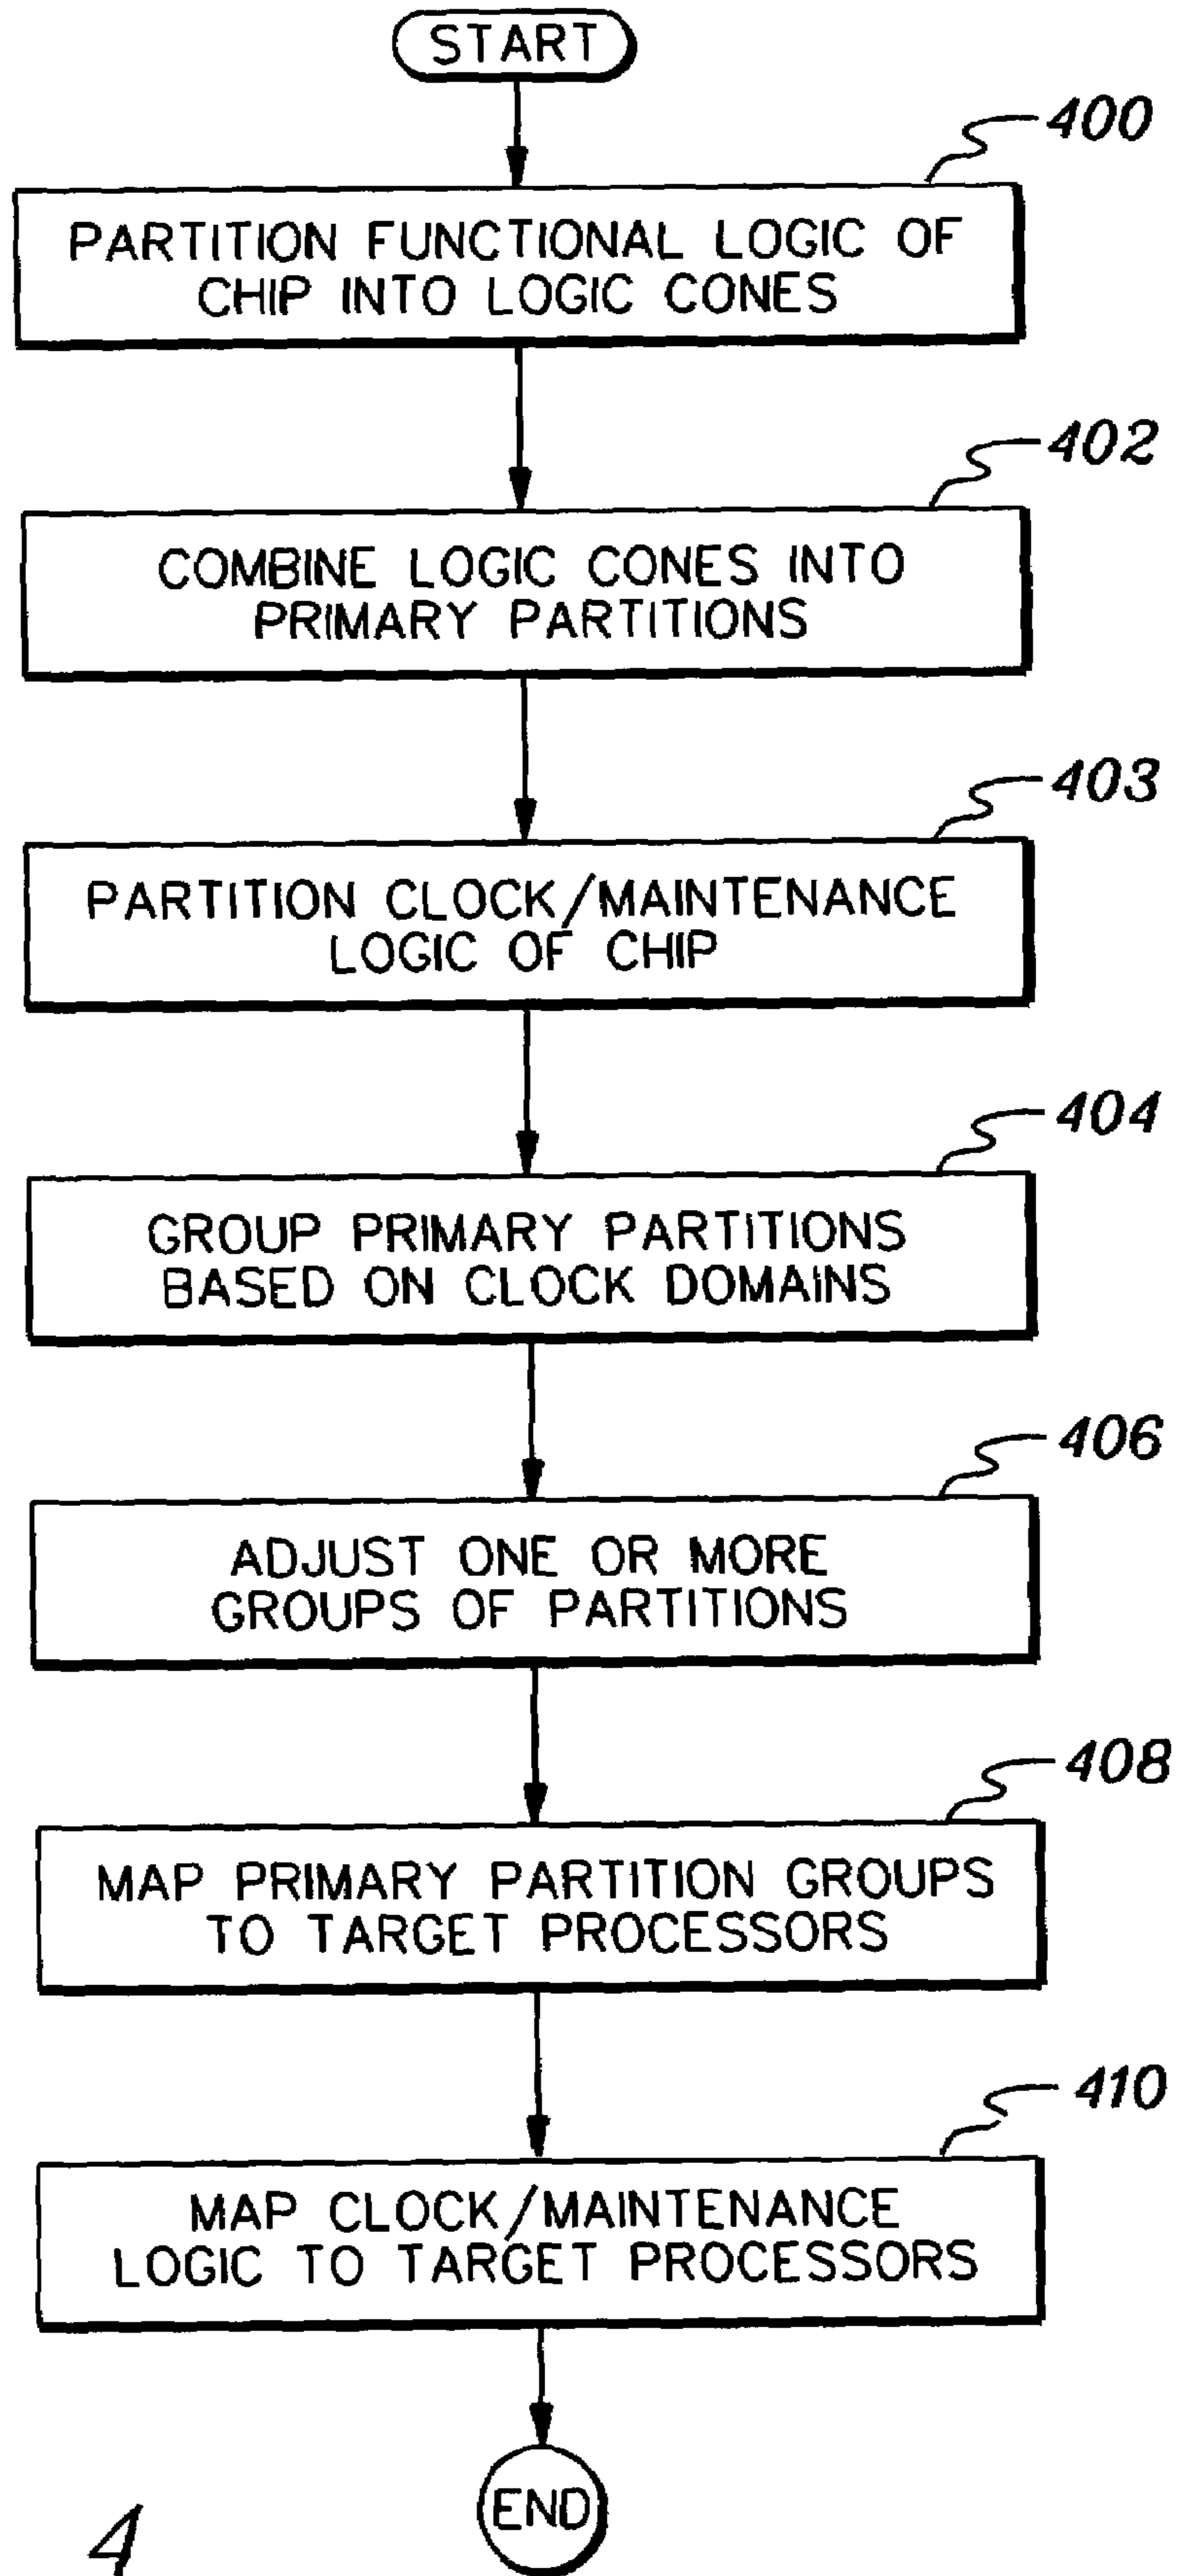 START
400
PARTITION FUNCTIONAL LOGIC OF
CHIP INTO LOGIC CONES
402
COMBINE LOGIC CONES INTO
PRIMARY PARTITIONS
403
PARTITION CLOCK/MAINTENANCE
LOGIC OF CHIP
404
GROUP PRIMARY PARTITIONS
BASED ON CLOCK DOMAINS
406
ADJUST ONE OR MORE
GROUPS OF PARTITIONS
408
MAP PRIMARY PARTITION GROUPS
TO TARGET PROCESSORS
410
MAP CLOCK/MAINTENANCE
LOGIC TO TARGET PROCESSORS
END
4